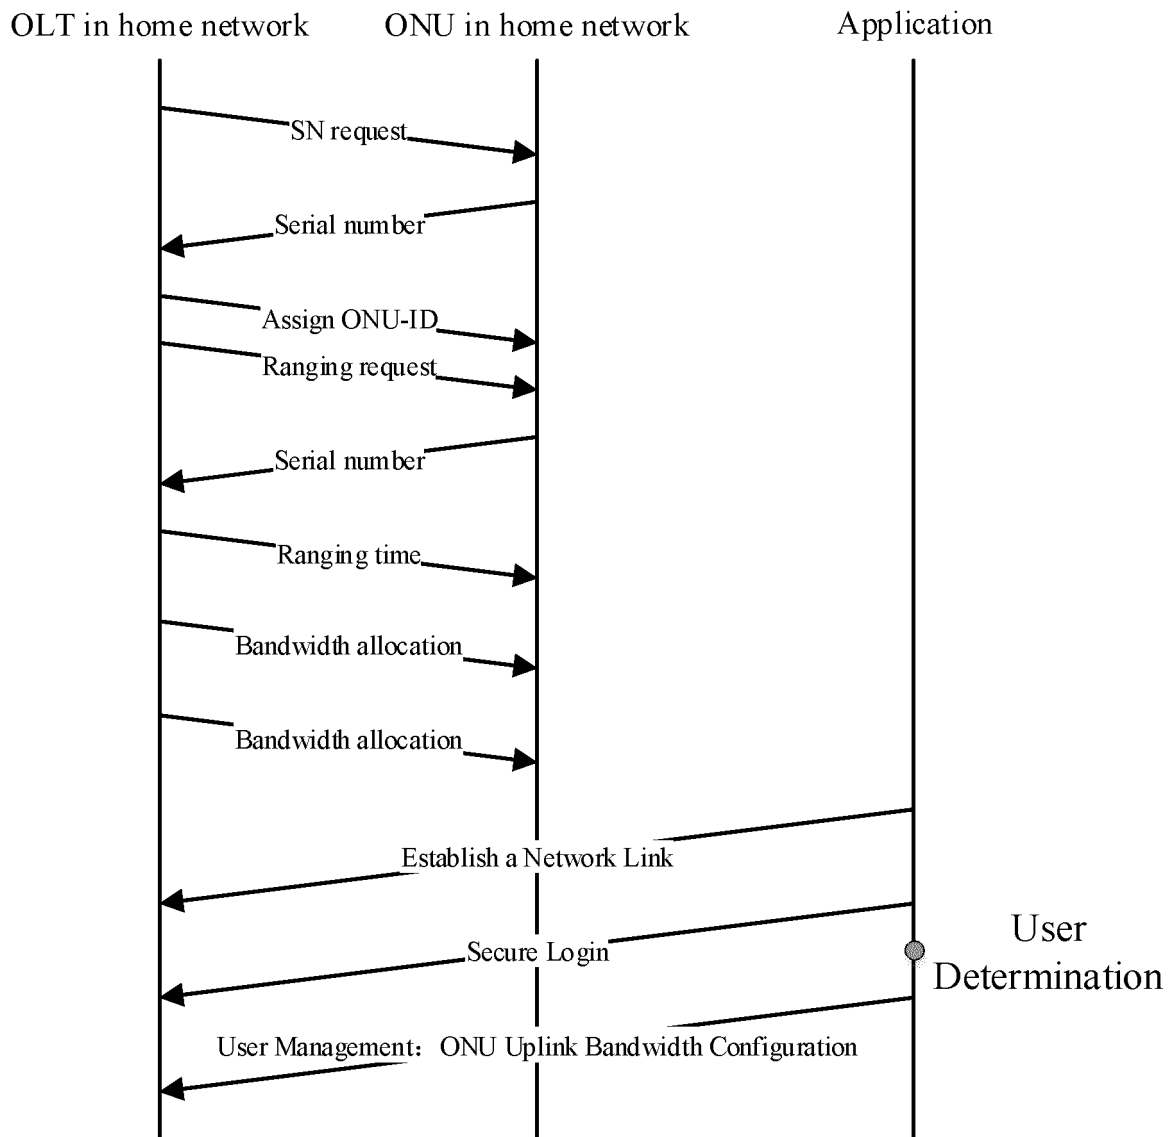 OLT in home network
ONU in home network
Application
SN request
Serial number
Assign ONU-ID
Ranging request
Serial number
Ranging time
Bandwidth allocation
Bandwidth allocation
Establish a Network Link
Secure Login
User
Determination
User Management：ONU Uplink Bandwidth Configuration